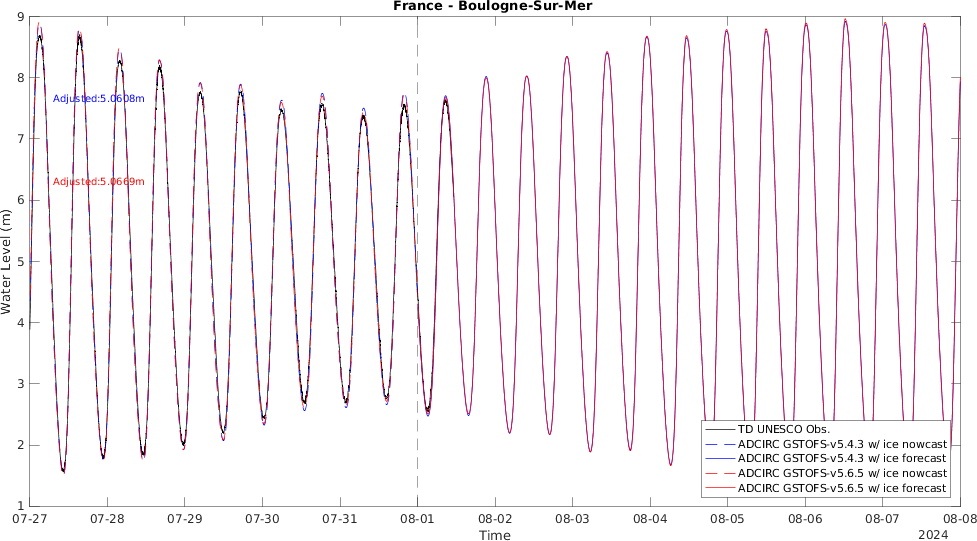 France - Boulogne-Sur-Mer
9
8
7
6
5
4
3
2
1
Water Level (m)
Adjusted:5.0608m
Adjusted:5.0669m
TD UNESCO Obs.
ADCIRC GSTOFS-v5.4.3 w/ ice nowcast
ADCIRC GSTOFS-v5.4.3 w/ ice forecast
ADCIRC GSTOFS-v5.6.5 w/ ice nowcast
ADCIRC GSTOFS-v5.6.5 w/ ice forecast
07-27 07-28 07-29 07-30 07-31 08-01 08-02 08-03 08-04 08-05 08-06 08-07 08-08
Time
2024